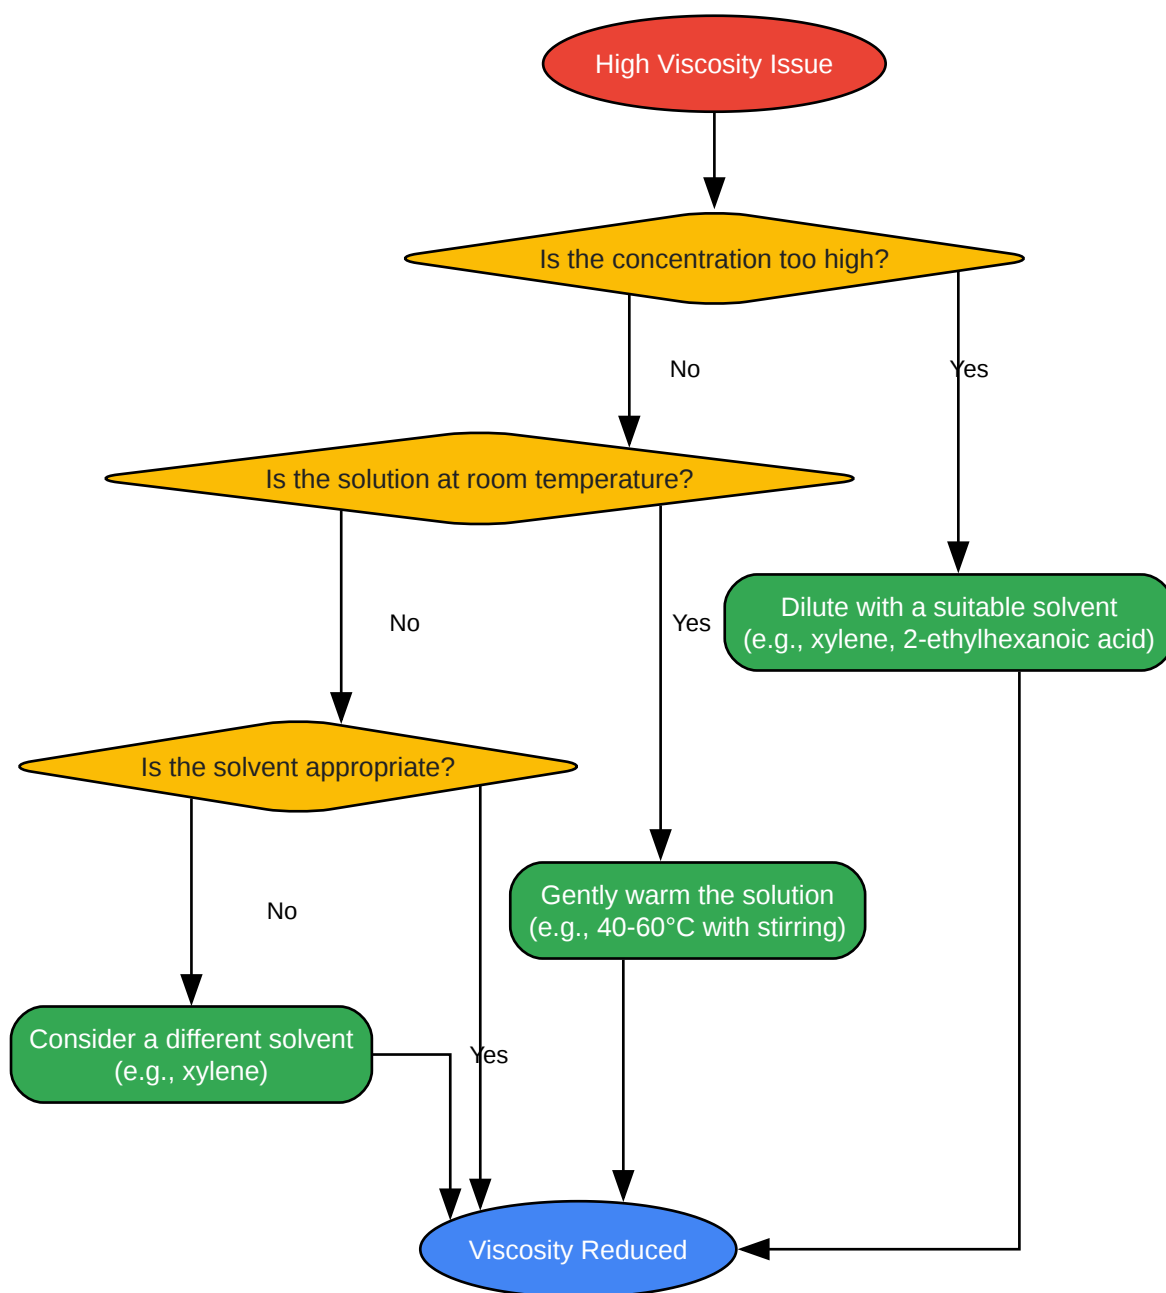 High Viscosity Issue
Is the concentration too high?
No
Yes
Is the solution at room temperature?
Dilute with a suitable solvent
(e.g., xylene, 2-ethylhexanoic acid)
No
Yes
Is the solvent appropriate?
Gently warm the solution
(e.g., 40-60°C with stirring)
No
Consider a different solvent
(e.g., xylene)
Yes
Viscosity Reduced